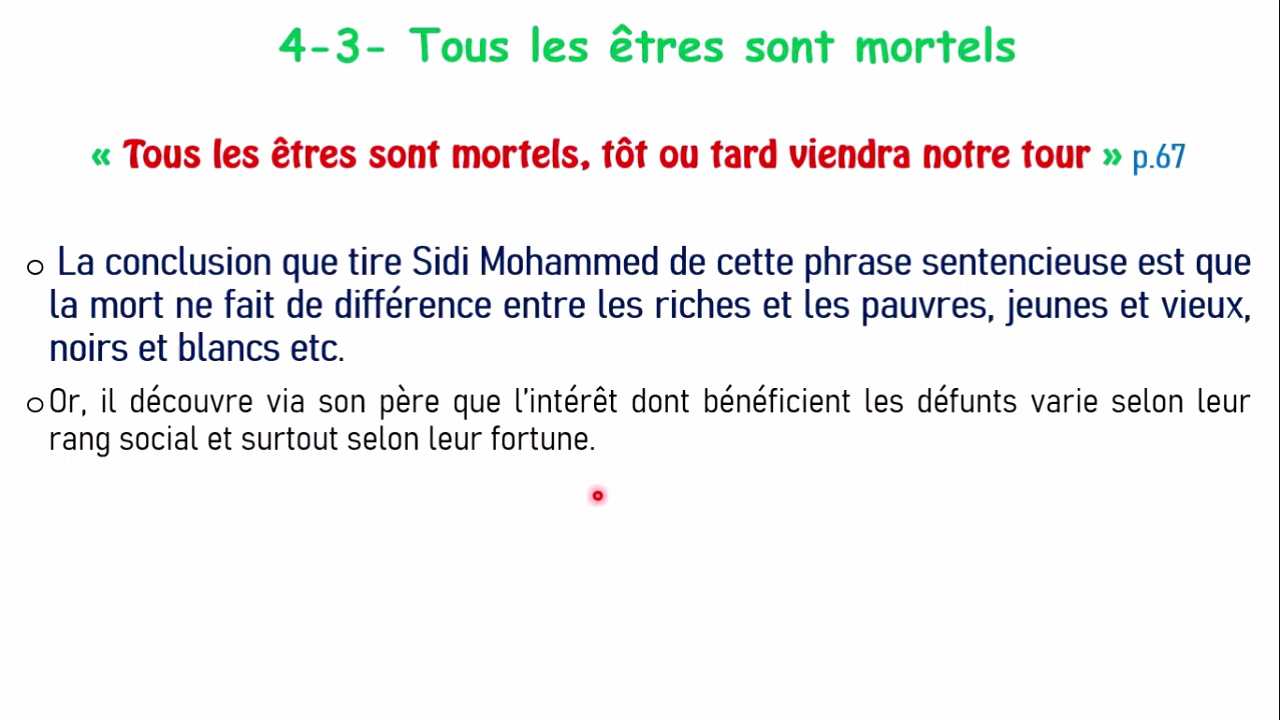 4-3- Tous les êtres sont mortels
« Tous les êtres sont mortels, tôt ou tard viendra notre tour » p.67
o La conclusion que tire Sidi Mohammed de cette phrase sentencieuse est que
la mort ne fait de différence entre les riches et les pauvres, jeunes et vieux,
noirs et blancs etc.
o Or, il découvre via son père que l’intérêt dont bénéficient les défunts varie selon leur
rang social et surtout selon leur fortune.